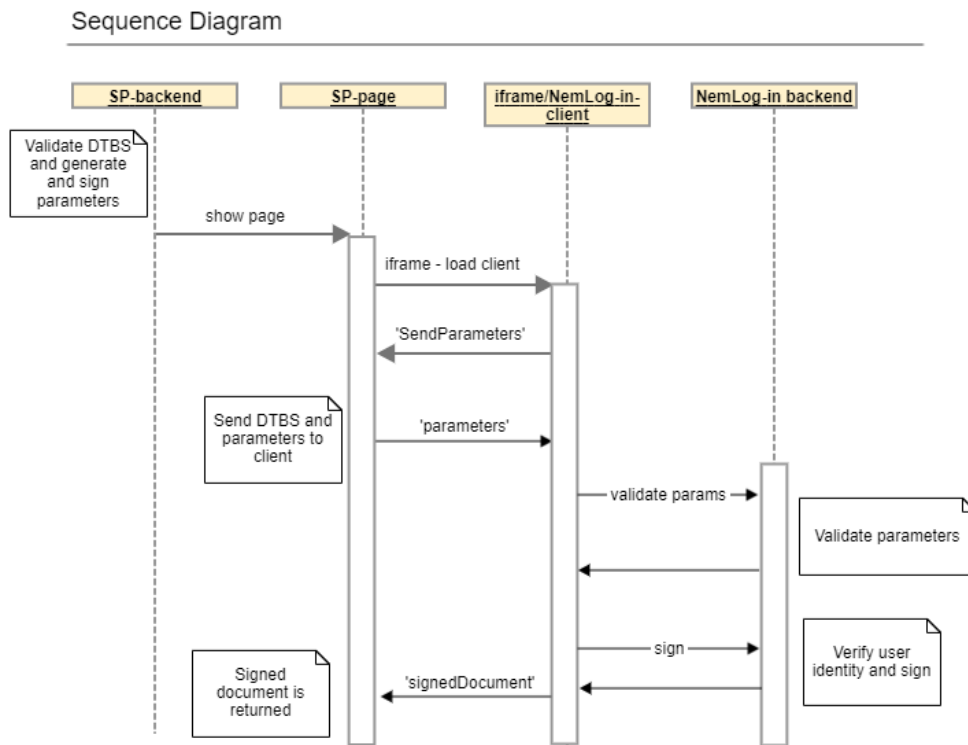 Sequence Diagram
SP-backend
SP-page
iframe/NemLog-in-
client
NemLog-in backend
Validate DTBS
and generate
and sign
parameters
show page
iframe - load client
'SendParameters'
Send DTBS and
parameters to
client
'parameters'
validate params
Validate parameters
sign
Verify user
identity and sign
Signed
document is
returned
'signedDocument'